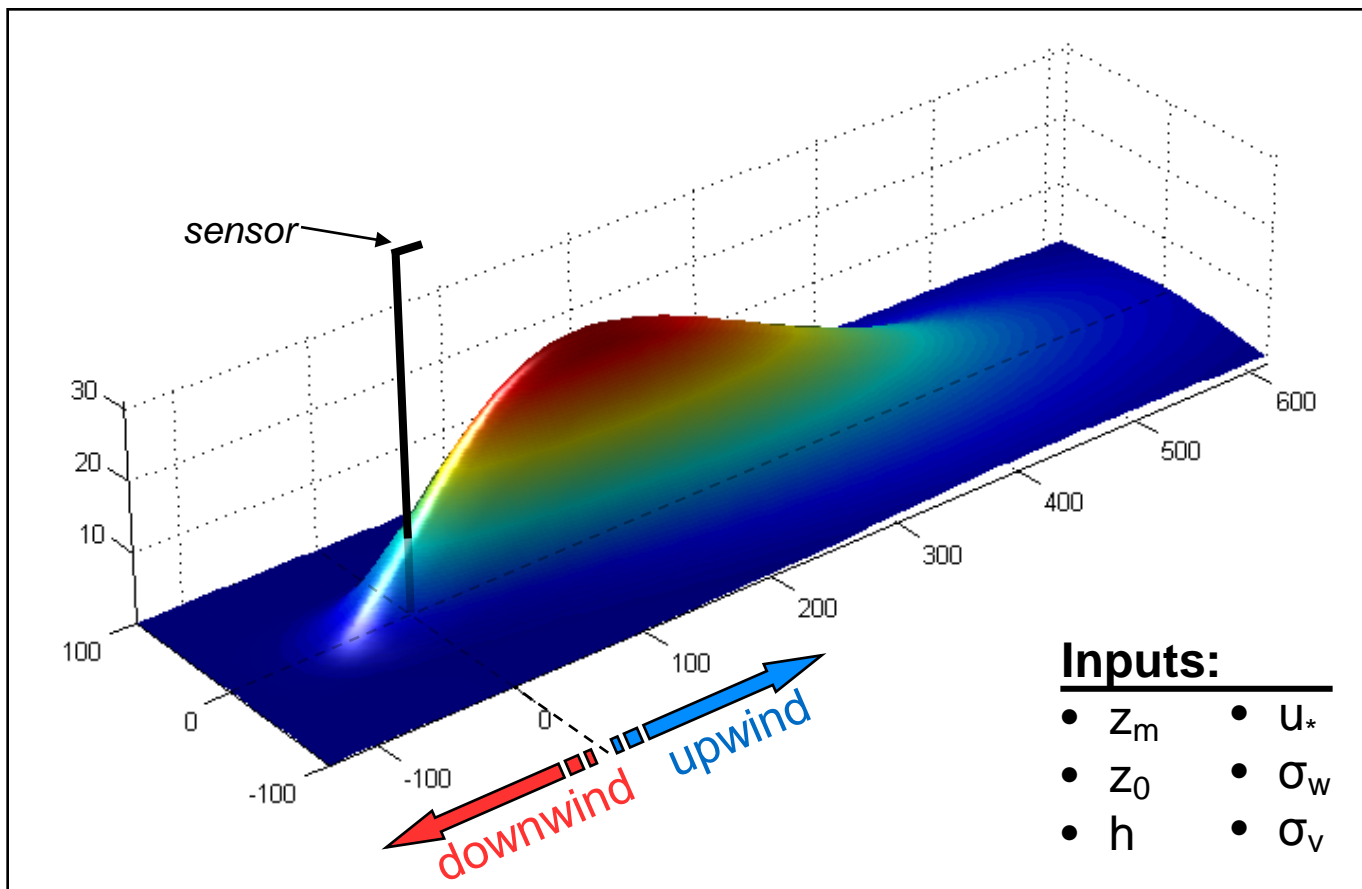 sensor
30
20
10
100
0
-100
-100
0
100
200
300
400
500
600
downwind
upwind
Inputs:
• z_m
• z_0
• h
• u_*
• σ_w
• σ_v